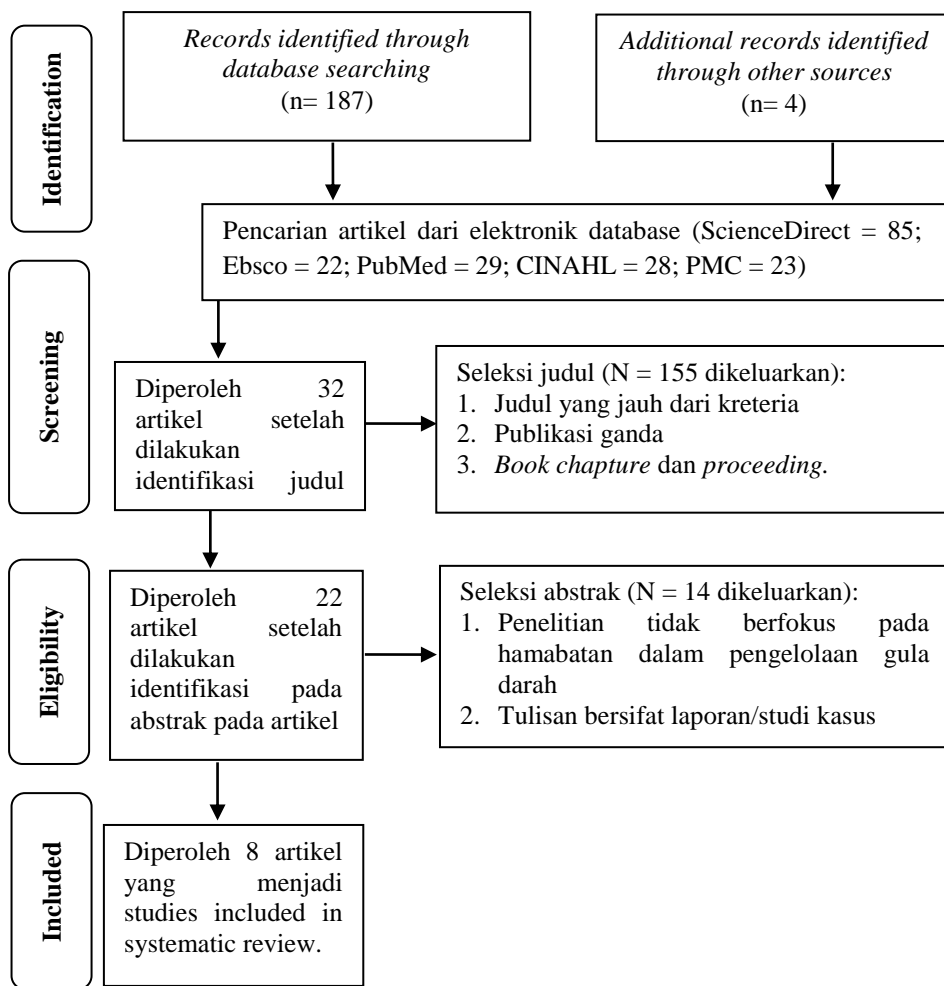 Identification
Records identified through
database searching
(n= 187)
Additional records identified
through other sources
(n= 4)
Pencarian artikel dari elektronik database (ScienceDirect = 85;
Ebsco = 22; PubMed = 29; CINAHL = 28; PMC = 23)
Screening
Diperoleh 32
artikel setelah
dilakukan
identifikasi judul
Seleksi judul (N = 155 dikeluarkan):
1. Judul yang jauh dari kreteria
2. Publikasi ganda
3. Book chapture dan proceeding.
Eligibility
Diperoleh 22
artikel setelah
dilakukan
identifikasi pada
abstrak pada artikel
Seleksi abstrak (N = 14 dikeluarkan):
1. Penelitian tidak berfokus pada
hamabatan dalam pengelolaan gula
darah
2. Tulisan bersifat laporan/studi kasus
Included
Diperoleh 8 artikel
yang menjadi
studies included in
systematic review.